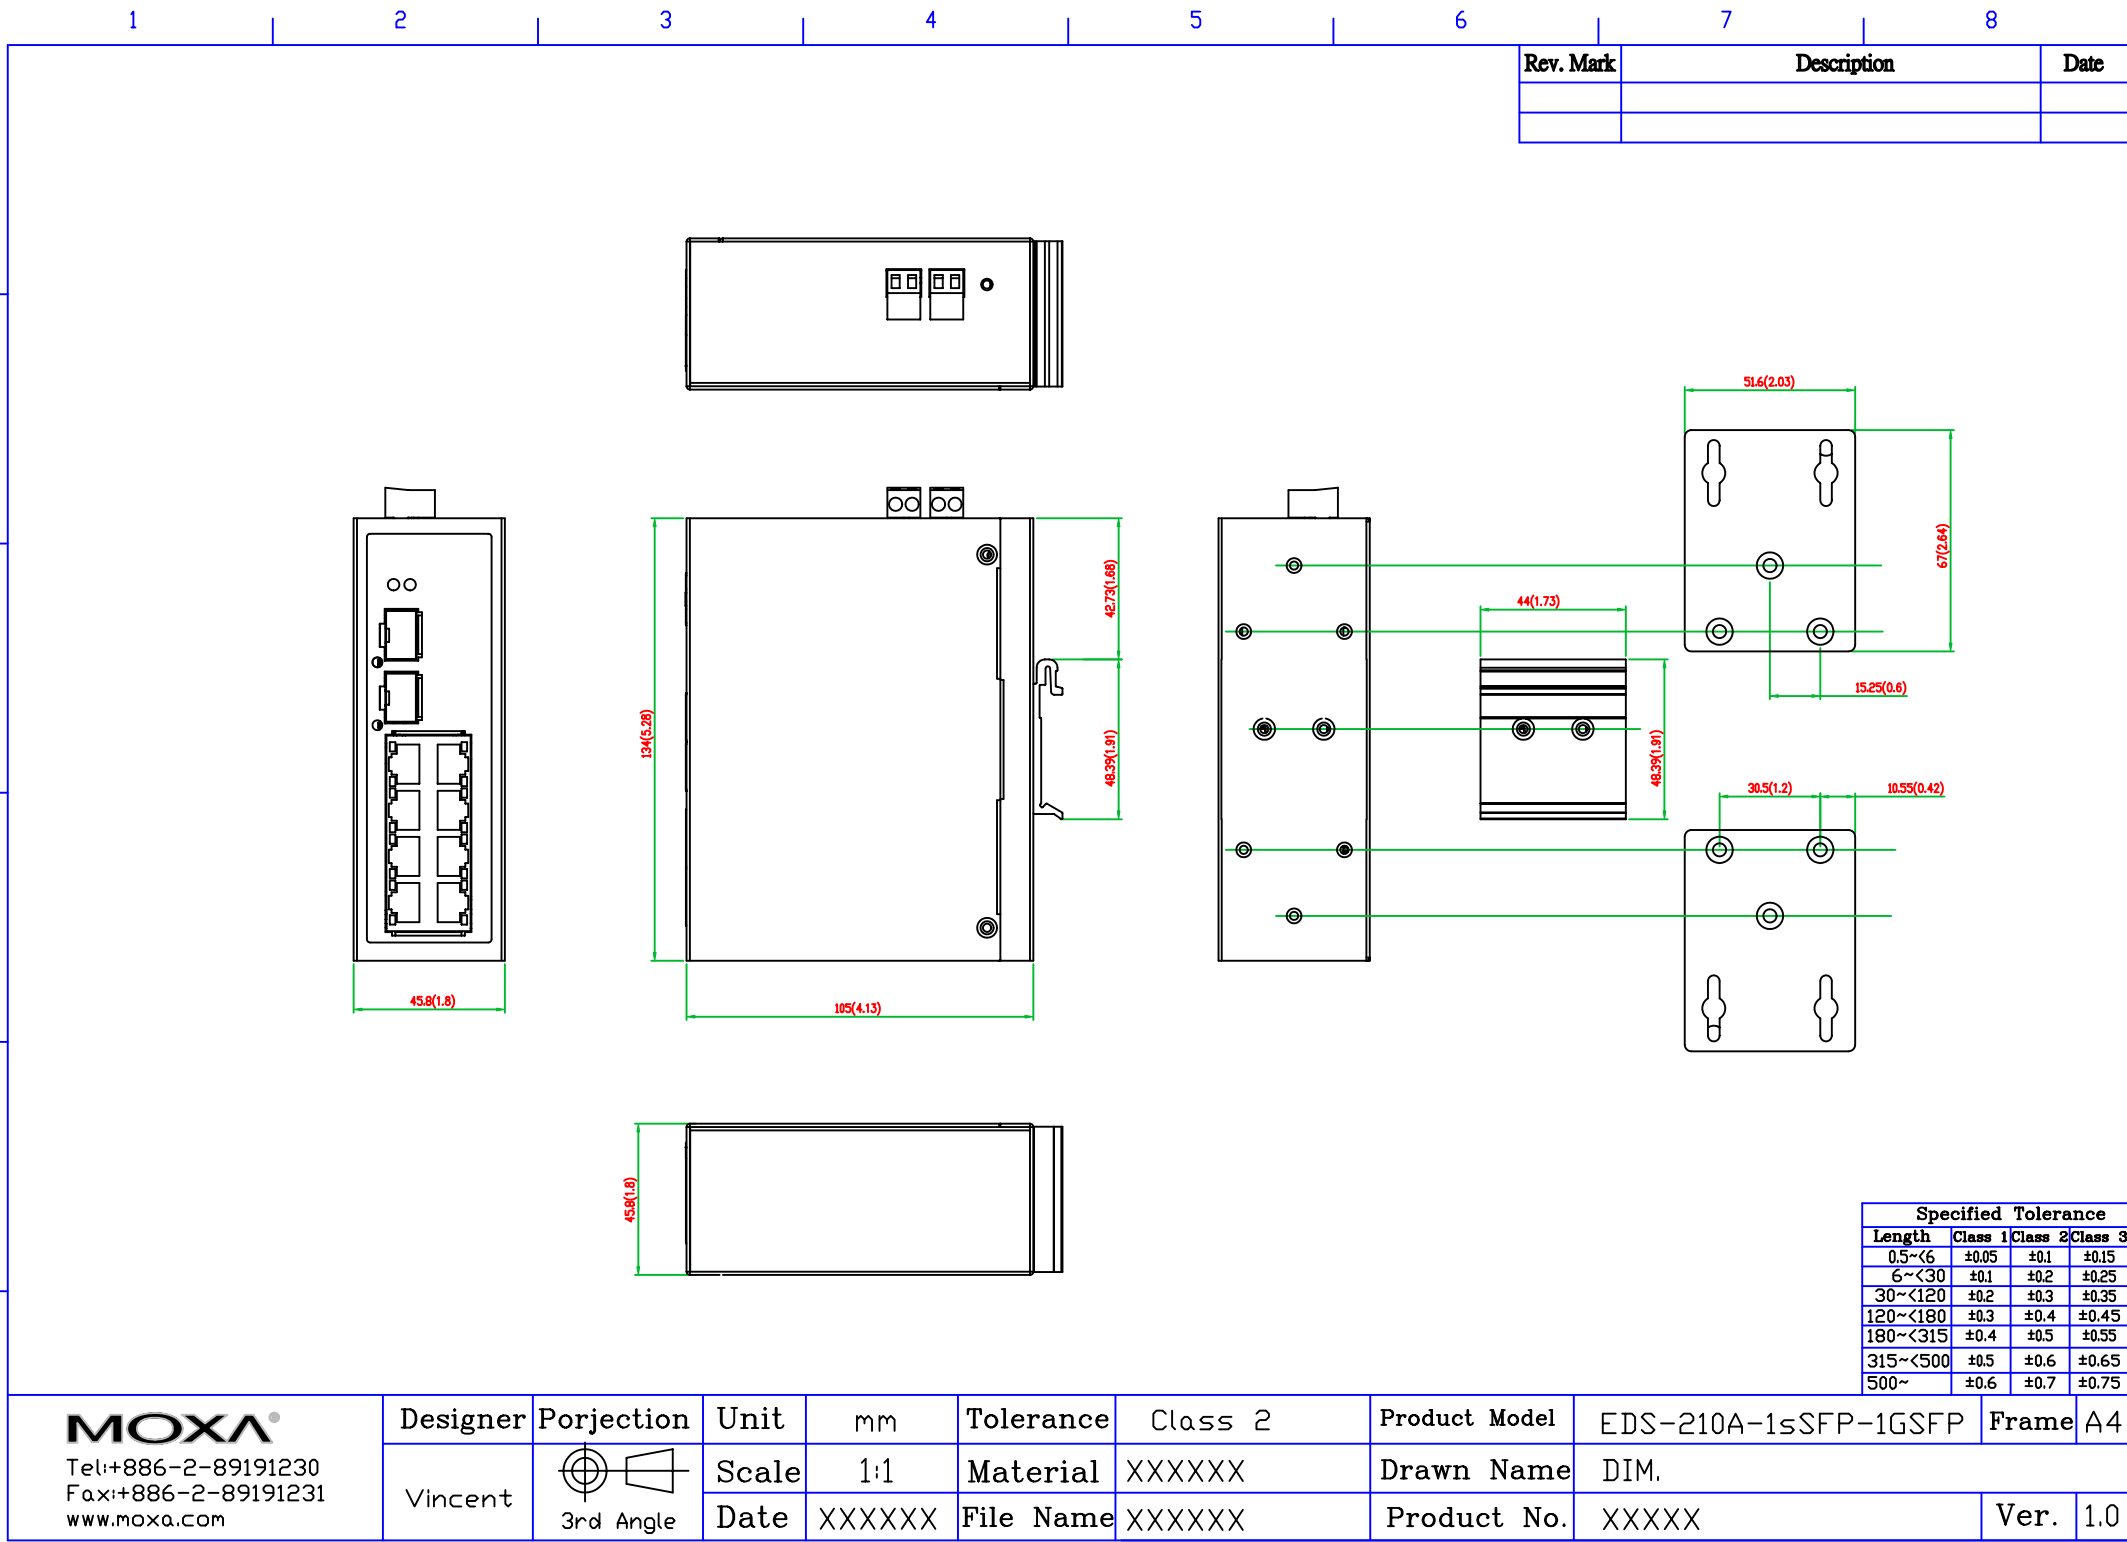 1 2 3 4 5 6 7 8
Rev. Mark Description Date
51.6(2.03)
67(2.64)
42.73(1.68)
44(1.73)
15.25(0.6)
134(5.28)
48.39(1.91)
48.39(1.91)
30.5(1.2)
10.55(0.42)
45.8(1.8)
105(4.13)
45.8(1.8)
Specified Tolerance
Length Class 1 Class 2 Class 3
0.5~<6 ±0.05 ±0.1 ±0.15
6~<30 ±0.1 ±0.2 ±0.25
30~<120 ±0.2 ±0.3 ±0.35
120~<180 ±0.3 ±0.4 ±0.45
180~<315 ±0.4 ±0.5 ±0.55
315~<500 ±0.5 ±0.6 ±0.65
500~ ±0.6 ±0.7 ±0.75
MOXA
Tel:+886-2-89191230
Fax:+886-2-89191231
www.moxa.com
Designer Porjection Unit mm Tolerance Class 2 Product Model EDS-210A-1sSFP-1GSFP Frame A4
Vincent 3rd Angle Scale 1:1 Material XXXXXX Drawn Name DIM.
Date XXXXXX File Name XXXXXX Product No. XXXXX Ver. 1.0